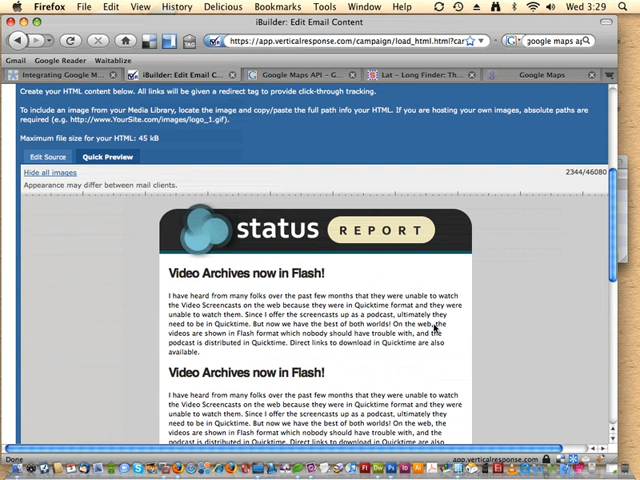 Firefox File Edit View History Delicious Bookmarks Tools Window Help Wed 3:29
iBuilder: Edit Email Content
https://app.verticalresponse.com/campaign/load_html.html?car google maps a
Gmail Google Reader Waitablize
Integrating Google M... iBuilder: Edit Email C... Google Maps API – G... Lat – Long Finder: Th... Google Maps
Create your HTML content below. All links will be given a redirect tag to provide click-through tracking.
To include an image from your Media Library, locate the image and copy/paste the full path info your HTML. If you are hosting your own images, absolute paths are
required (e.g. http://www.YourSite.com/images/logo_1.gif).
Maximum file size for your HTML: 45 kB
Edit Source Quick Preview
Hide all images 2344/46080
Appearance may differ between mail clients.
status REPORT
Video Archives now in Flash!
I have heard from many folks over the past few months that they were unable to watch
the Video Screencasts on the web because they were in Quicktime format and they were
unable to watch them. Since I offer the screencasts up as a podcast, ultimately they
need to be in Quicktime. But now we have the best of both worlds! On the web, the
videos are shown in Flash format which nobody should have trouble with, and the
podcast is distributed in Quicktime. Direct links to download in Quicktime are also
available.
Video Archives now in Flash!
I have heard from many folks over the past few months that they were unable to watch
the Video Screencasts on the web because they were in Quicktime format and they were
unable to watch them. Since I offer the screencasts up as a podcast, ultimately they
need to be in Quicktime. But now we have the best of both worlds! On the web, the
videos are shown in Flash format which nobody should have trouble with, and the
podcast is distributed in Quicktime. Direct links to download in Quicktime are also
Done app.verticalresponse.com